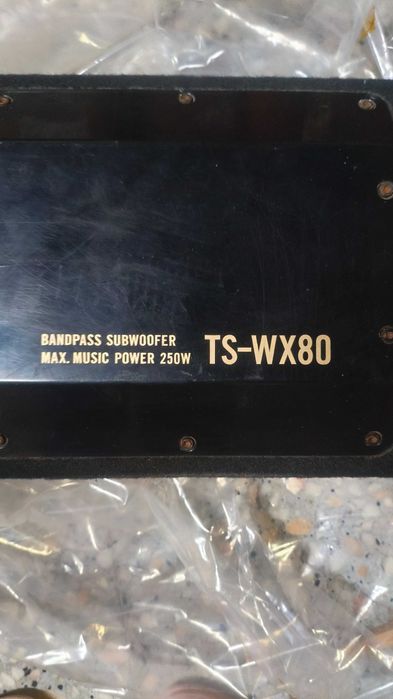 BANDPASS SUBWOOFER
MAX. MUSIC POWER 250W TS-WX80